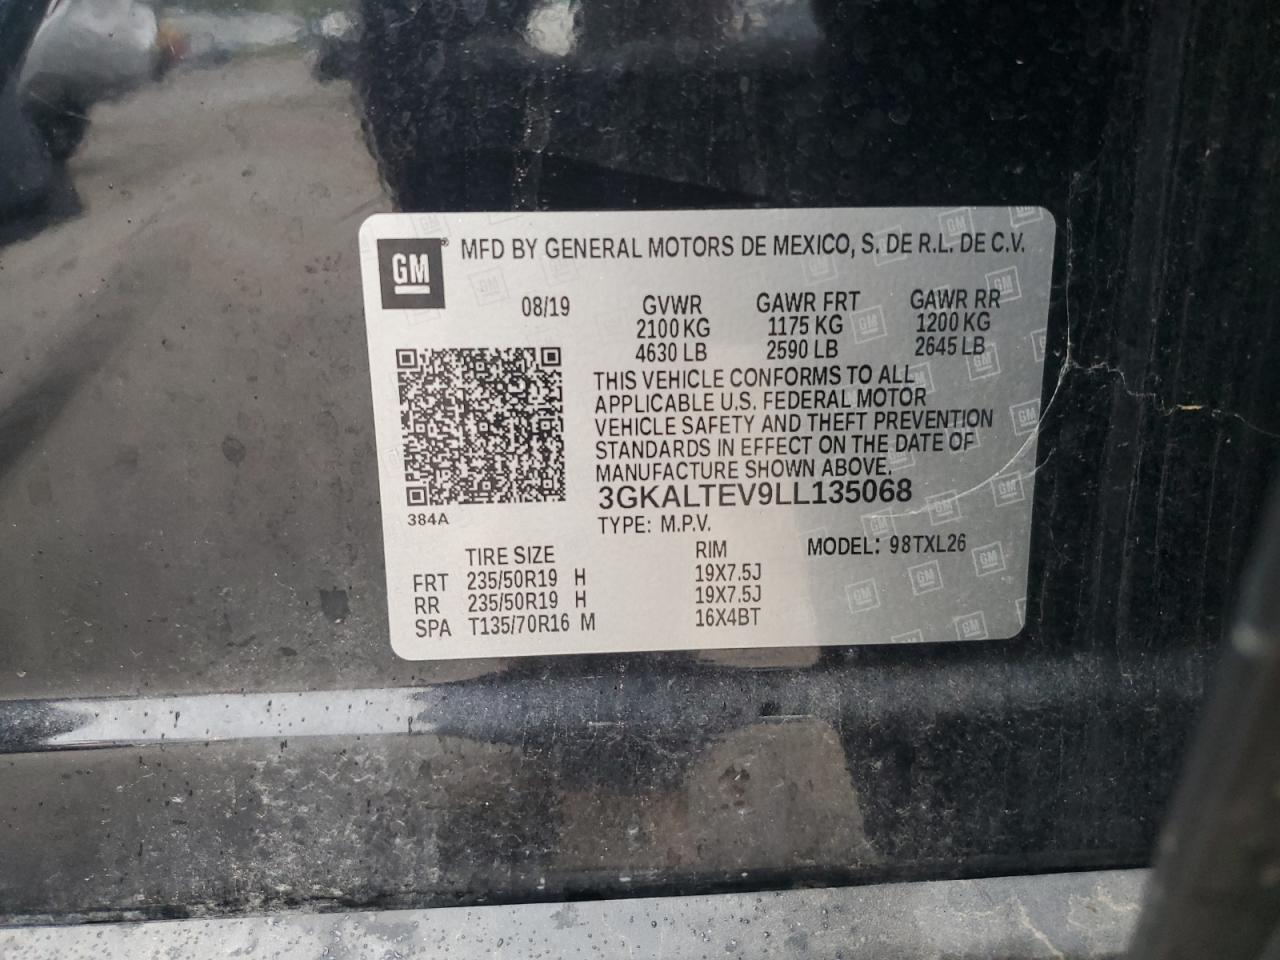 GM® MFD BY GENERAL MOTORS DE MEXICO, S. DE R.L. DE C.V.
08/19 GVWR GAWR FRT GAWR RR
2100 KG 1175 KG 1200 KG
4630 LB 2590 LB 2645 LB
THIS VEHICLE CONFORMS TO ALL
APPLICABLE U.S. FEDERAL MOTOR
VEHICLE SAFETY AND THEFT PREVENTION
STANDARDS IN EFFECT ON THE DATE OF
MANUFACTURE SHOWN ABOVE.
3GKALTEV9LL135068
384A TYPE: M.P.V.
TIRE SIZE RIM MODEL: 98TXL26
FRT 235/50R19 H 19X7.5J
RR 235/50R19 H 19X7.5J
SPA T135/70R16 M 16X4BT